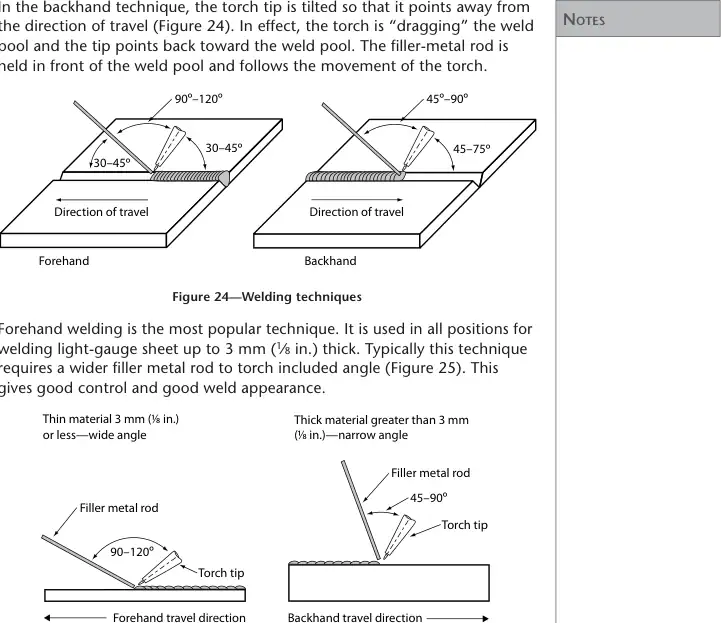 In the backhand technique, the torch tip is tilted so that it points away from
the direction of travel (Figure 24). In effect, the torch is “dragging” the weld
pool and the tip points back toward the weld pool. The filler-metal rod is
held in front of the weld pool and follows the movement of the torch.
NOTES
90º–120º
30–45º
30–45º
Direction of travel
Forehand
45º–90º
45–75º
Direction of travel
Backhand
Figure 24—Welding techniques
Forehand welding is the most popular technique. It is used in all positions for
welding light-gauge sheet up to 3 mm (⅛ in.) thick. Typically this technique
requires a wider filler metal rod to torch included angle (Figure 25). This
gives good control and good weld appearance.
Thin material 3 mm (⅛ in.)
or less—wide angle
Filler metal rod
90–120º
Torch tip
Forehand travel direction
Thick material greater than 3 mm
(⅛ in.)—narrow angle
Filler metal rod
45–90º
Torch tip
Backhand travel direction